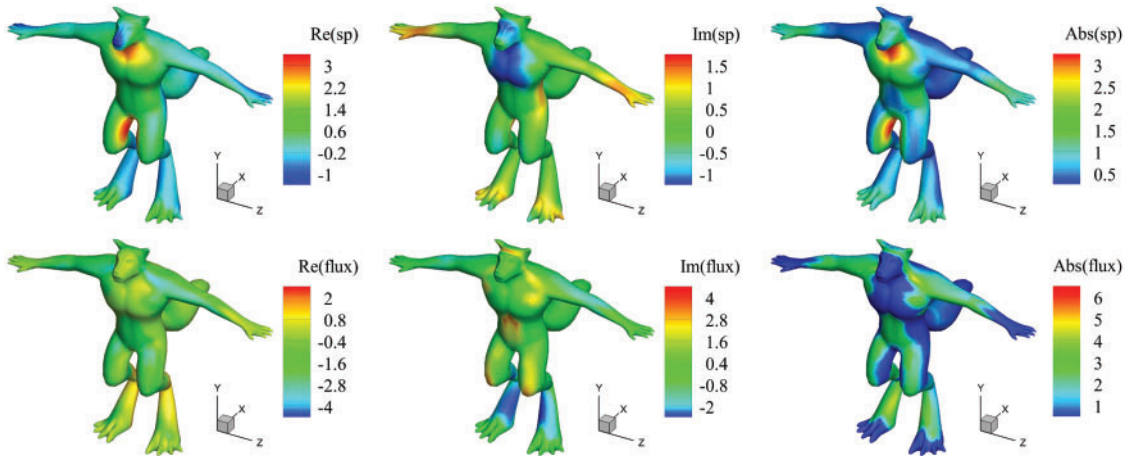 Re(sp)
3
2.2
1.4
0.6
-0.2
-1
Y
X
Z
Im(sp)
1.5
1
0.5
0
-0.5
-1
Y
X
Z
Abs(sp)
3
2.5
2
1.5
1
0.5
Y
X
Z
Re(flux)
2
0.8
-0.4
-1.6
-2.8
-4
Y
X
Z
Im(flux)
4
2.8
1.6
0.4
-0.8
-2
Y
X
Z
Abs(flux)
6
5
4
3
2
1
Y
X
Z